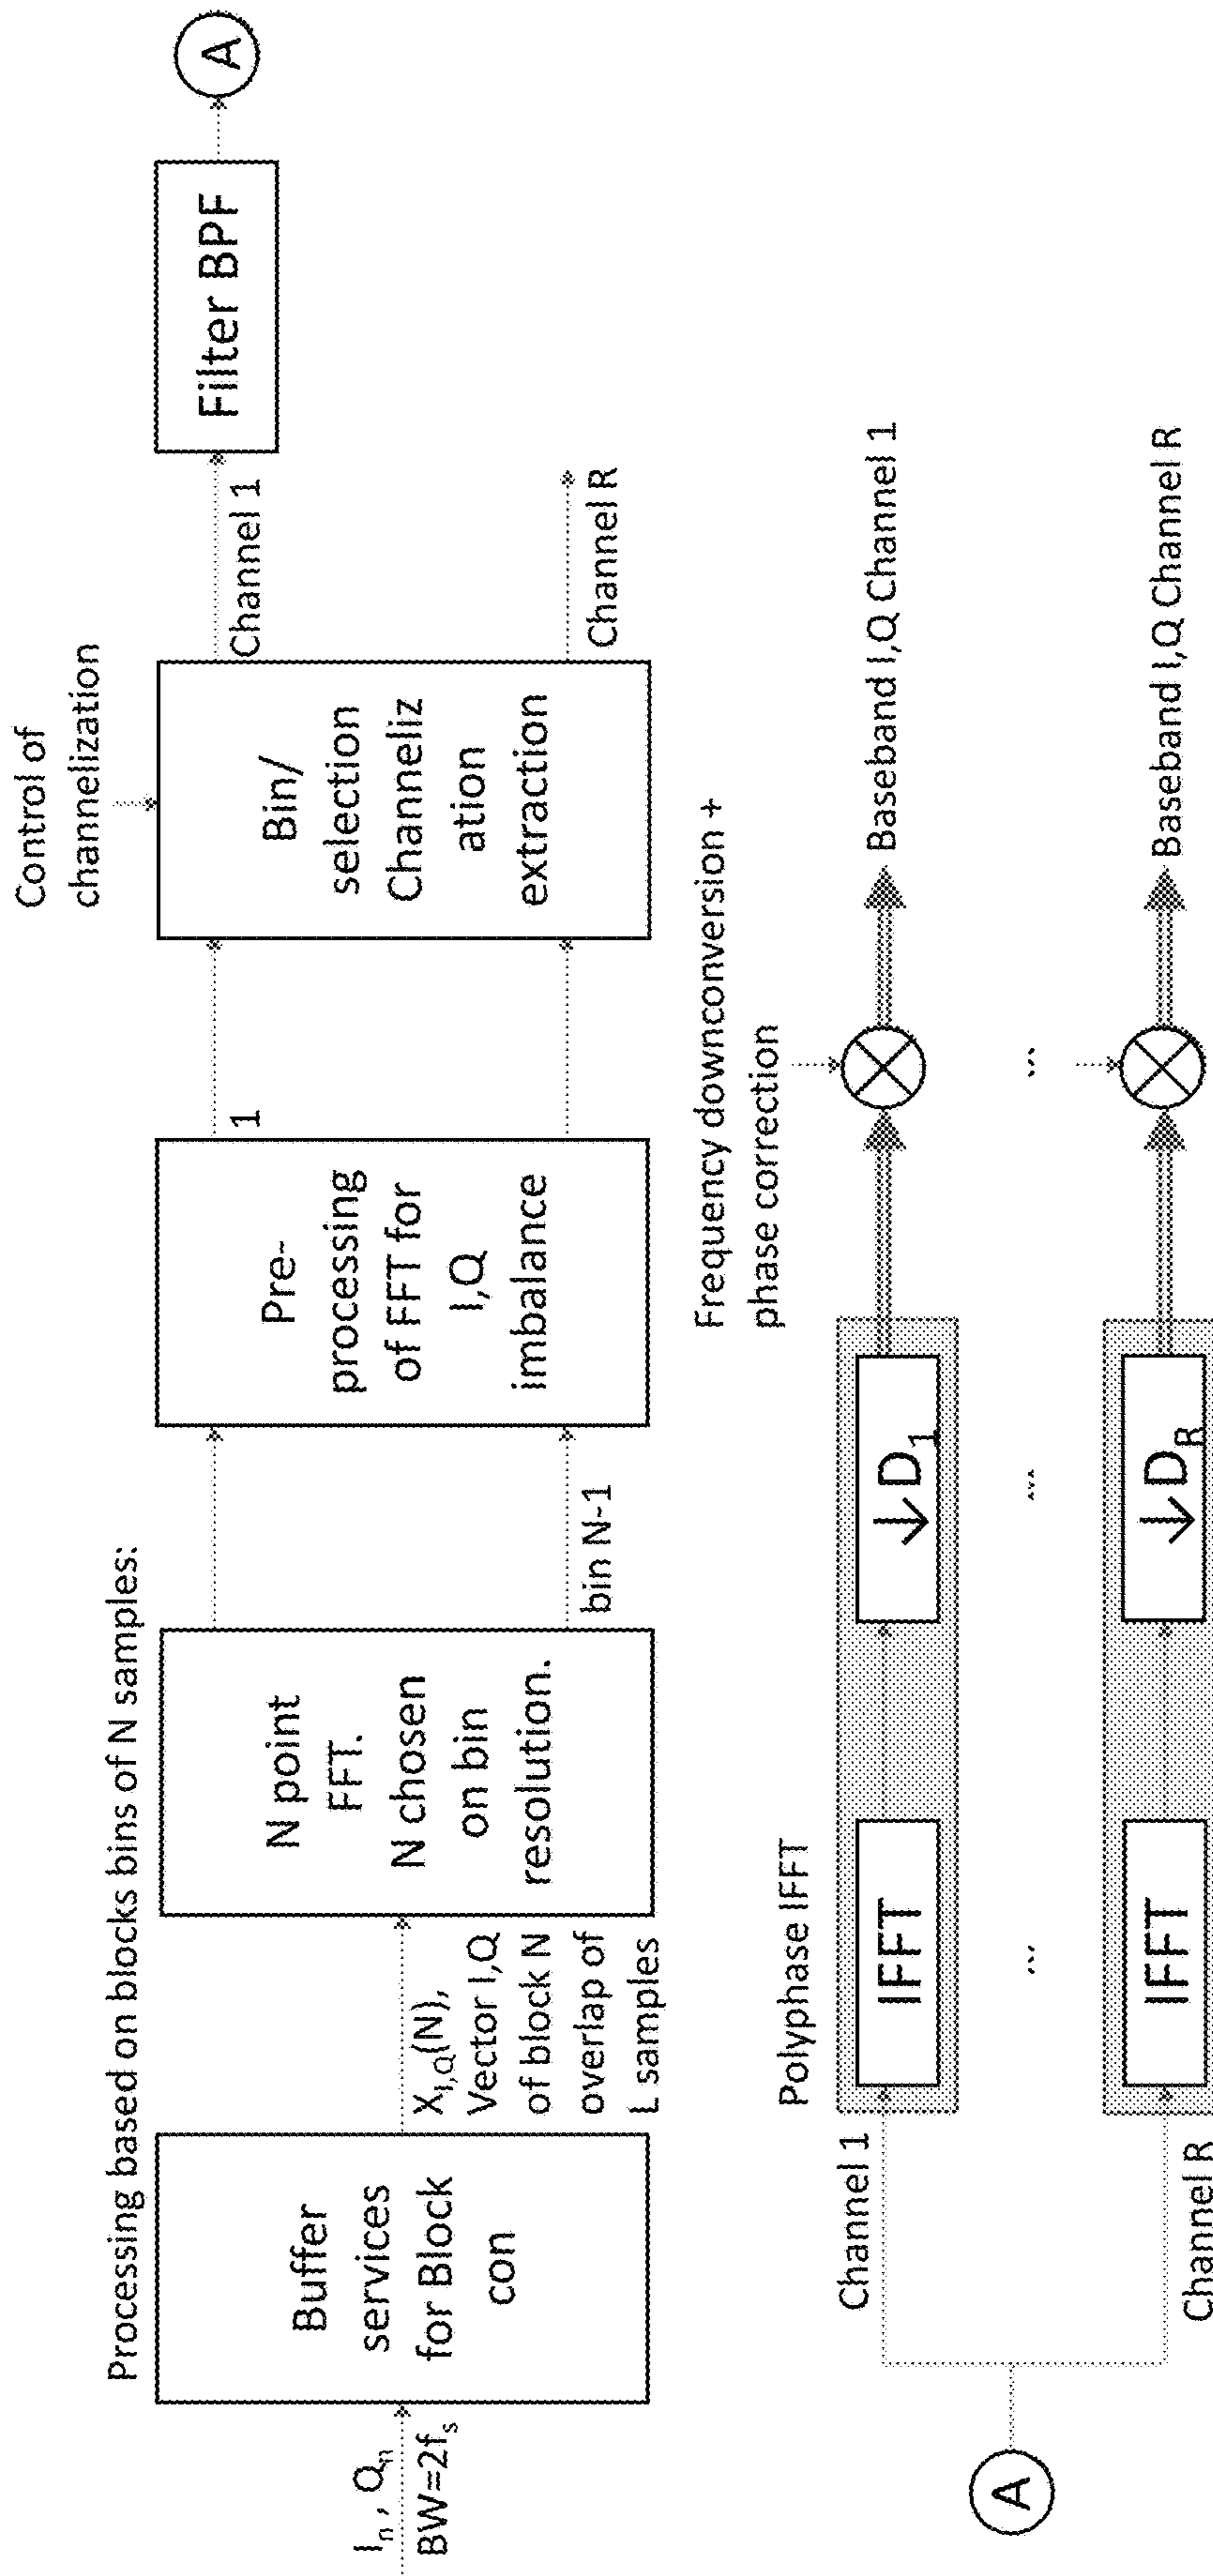 Processing based on blocks bins of N samples:
I_n , Q_n
BW=2f_s
Buffer
services
for Block
con
X_I,Q(N),
Vector I,Q
of block N
overlap of
L samples
N point
FFT.
N chosen
on bin
resolution.
bin N-1
Pre-
processing
of FFT for
I,Q
imbalance
1
Control of
channelization
Bin/
selection
Channeliz
ation
extraction
Channel 1
Channel R
Filter BPF
A
A
Channel 1
Channel R
Polyphase IFFT
IFFT
↓D_1
...
...
...
IFFT
↓D_R
Frequency downconversion +
phase correction
Baseband I,Q Channel 1
Baseband I,Q Channel R